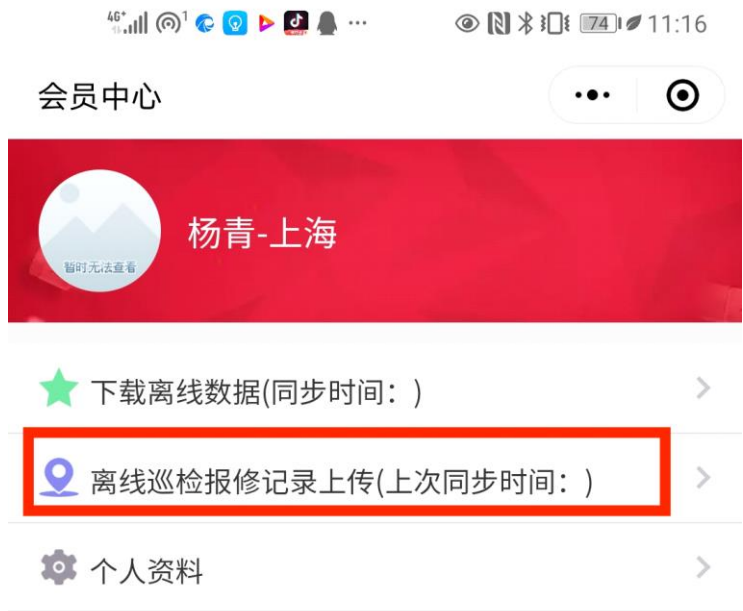 46+ 1 74 11:16
会员中心
杨青-上海
暂时无法查看
下载离线数据(同步时间：)
离线巡检报修记录上传(上次同步时间：)
个人资料